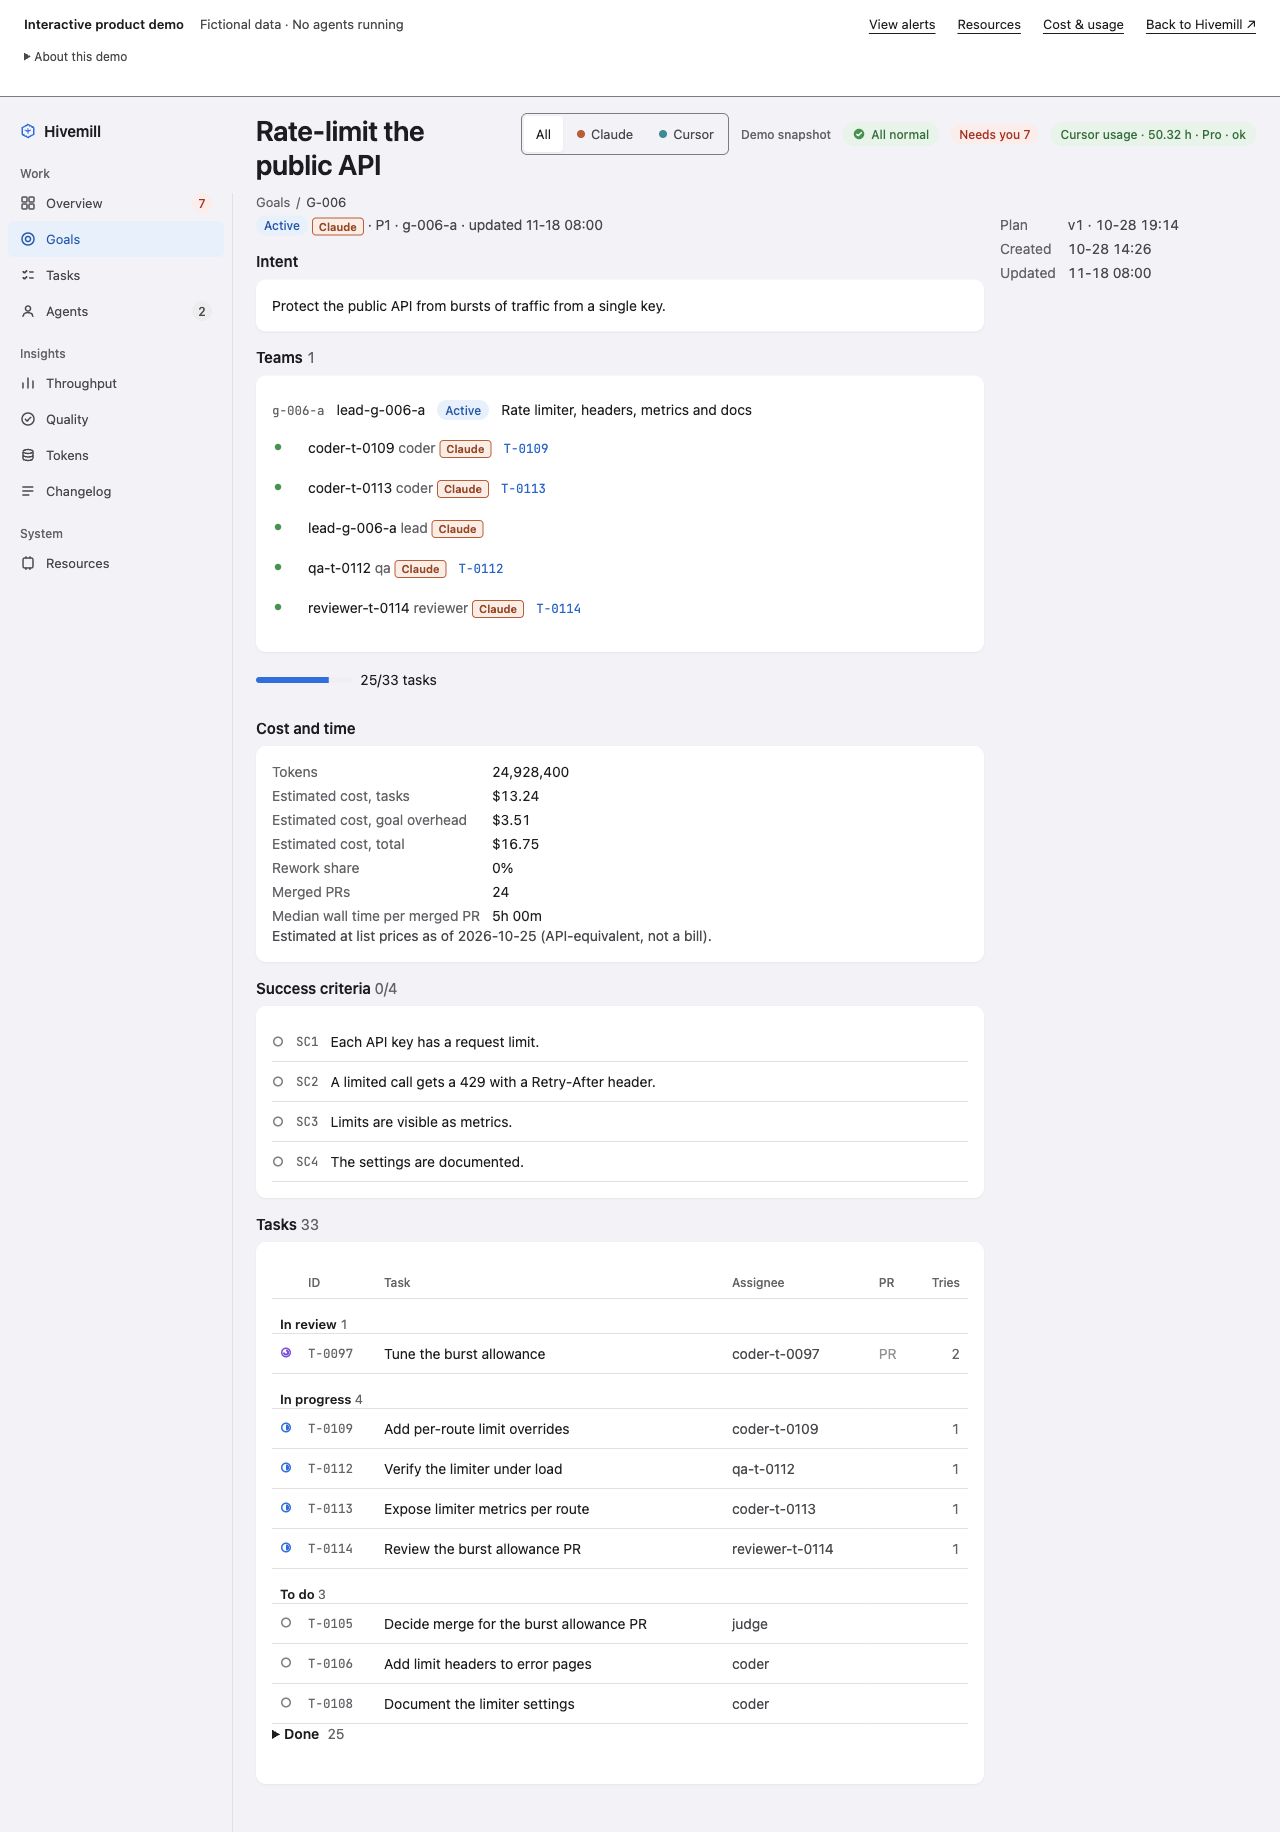 Interactive product demo Fictional data · No agents running View alerts Resources Cost & usage Back to Hivemill ↗
▶ About this demo
Hivemill
Work
Overview 7
Goals
Tasks
Agents 2
Insights
Throughput
Quality
Tokens
Changelog
System
Resources
Rate-limit the
public API
All Claude Cursor Demo snapshot All normal Needs you 7 Cursor usage · 50.32 h · Pro · ok
Goals / G-006
Active Claude · P1 · g-006-a · updated 11-18 08:00
Plan v1 · 10-28 19:14
Created 10-28 14:26
Updated 11-18 08:00
Intent
Protect the public API from bursts of traffic from a single key.
Teams 1
g-006-a lead-g-006-a Active Rate limiter, headers, metrics and docs
coder-t-0109 coder Claude T-0109
coder-t-0113 coder Claude T-0113
lead-g-006-a lead Claude
qa-t-0112 qa Claude T-0112
reviewer-t-0114 reviewer Claude T-0114
25/33 tasks
Cost and time
Tokens 24,928,400
Estimated cost, tasks $13.24
Estimated cost, goal overhead $3.51
Estimated cost, total $16.75
Rework share 0%
Merged PRs 24
Median wall time per merged PR 5h 00m
Estimated at list prices as of 2026-10-25 (API-equivalent, not a bill).
Success criteria 0/4
SC1 Each API key has a request limit.
SC2 A limited call gets a 429 with a Retry-After header.
SC3 Limits are visible as metrics.
SC4 The settings are documented.
Tasks 33
ID Task Assignee PR Tries
In review 1
T-0097 Tune the burst allowance coder-t-0097 PR 2
In progress 4
T-0109 Add per-route limit overrides coder-t-0109 1
T-0112 Verify the limiter under load qa-t-0112 1
T-0113 Expose limiter metrics per route coder-t-0113 1
T-0114 Review the burst allowance PR reviewer-t-0114 1
To do 3
T-0105 Decide merge for the burst allowance PR judge
T-0106 Add limit headers to error pages coder
T-0108 Document the limiter settings coder
▶ Done 25